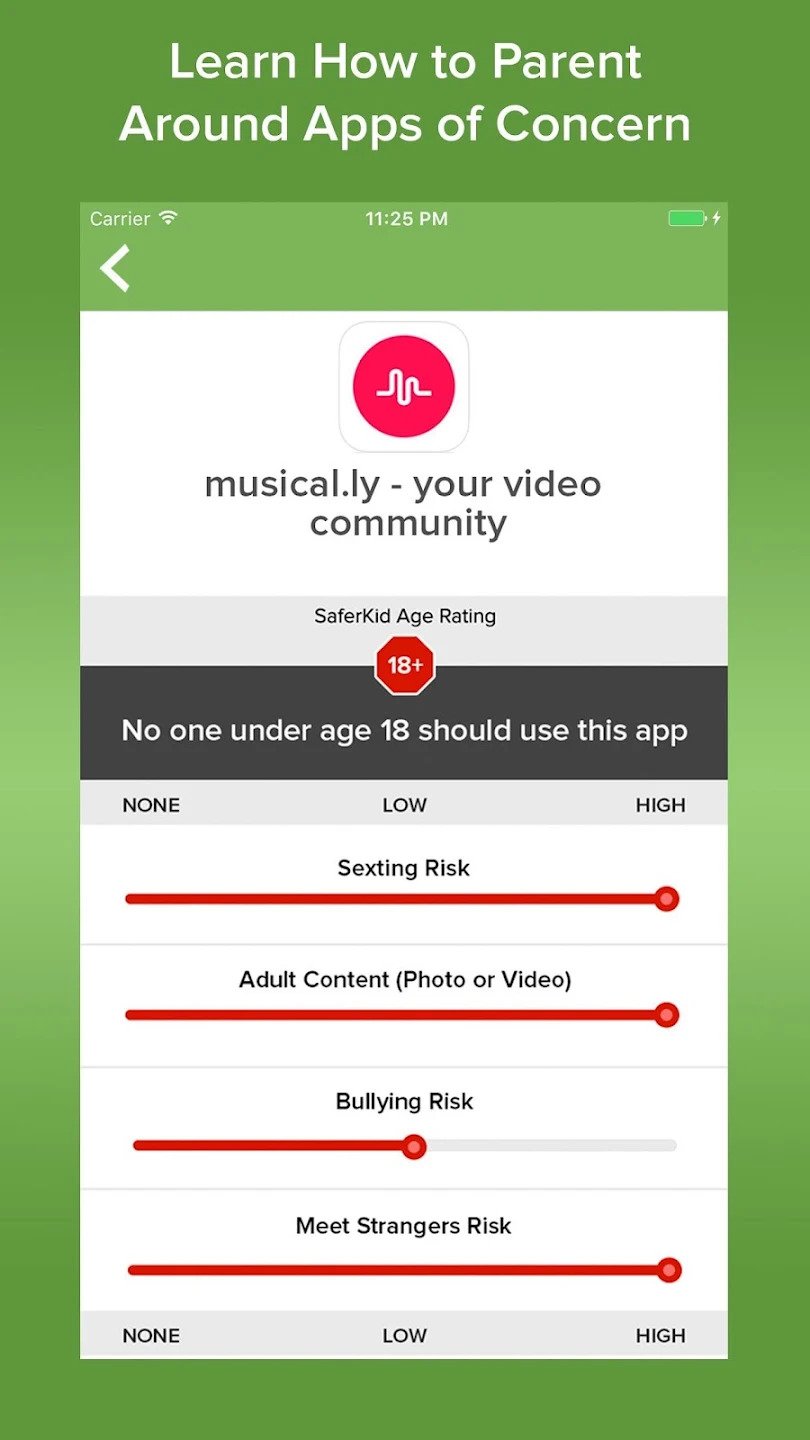 Learn How to Parent
Around Apps of Concern
Carrier 11:25 PM
musical.ly - your video
community
SaferKid Age Rating
18+
No one under age 18 should use this app
NONE LOW HIGH
Sexting Risk
Adult Content (Photo or Video)
Bullying Risk
Meet Strangers Risk
NONE LOW HIGH